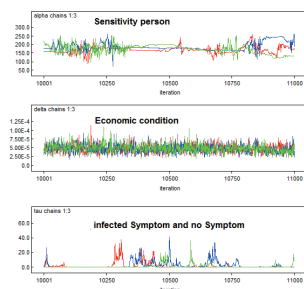 alpha chains 1:3
Sensitivity person
300.0
250.0
200.0
150.0
100.0
50.0
10001 10250 10500 10750 11000
iteration
delta chains 1:3
Economic condition
1.25E-4
1.00E-4
7.50E-5
5.00E-5
2.50E-5
0.0
10001 10250 10500 10750 11000
iteration
tau chains 1:3
infected Symptom and no Symptom
60.0
40.0
20.0
0.0
10001 10250 10500 10750 11000